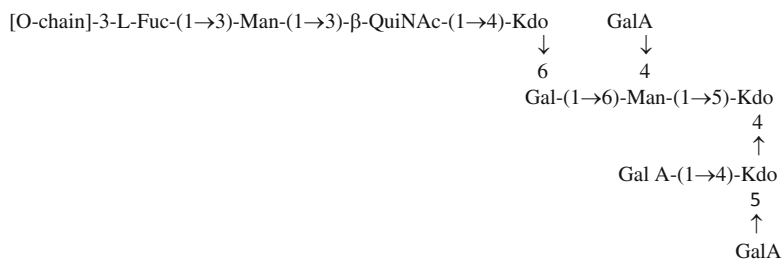 [O-chain]-3-L-Fuc-(1→3)-Man-(1→3)-β-QuiNAc-(1→4)-Kdo GalA
↓ ↓
6 4
Gal-(1→6)-Man-(1→5)-Kdo
4
↑
Gal A-(1→4)-Kdo
5
↑
GalA